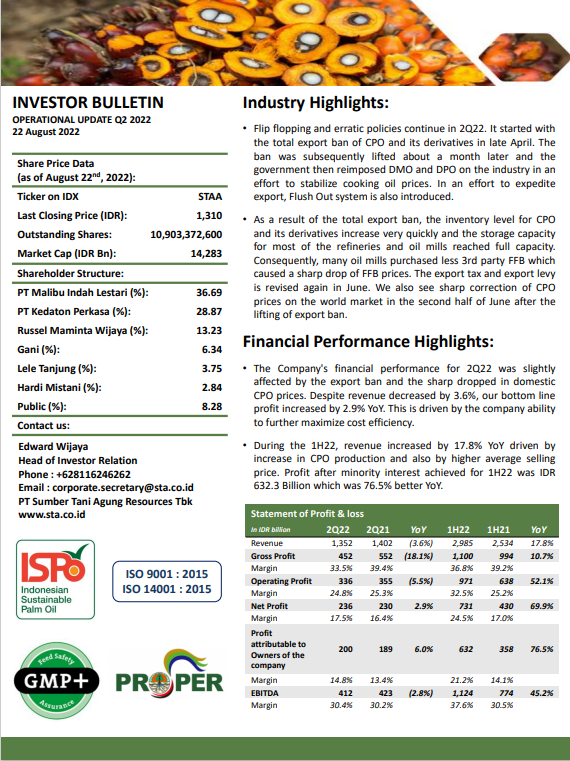 INVESTOR BULLETIN
OPERATIONAL UPDATE Q2 2022
22 August 2022
Share Price Data
(as of August 22nd, 2022):
Ticker on IDX STAA
Last Closing Price (IDR): 1,310
Outstanding Shares: 10,903,372,600
Market Cap (IDR Bn): 14,283
Shareholder Structure:
PT Malibu Indah Lestari (%): 36.69
PT Kedaton Perkasa (%): 28.87
Russel Maminta Wijaya (%): 13.23
Gani (%): 6.34
Lele Tanjung (%): 3.75
Hardi Mistani (%): 2.84
Public (%): 8.28
Contact us:
Edward Wijaya
Head of Investor Relation
Phone : +628116246262
Email : corporate.secretary@sta.co.id
PT Sumber Tani Agung Resources Tbk
www.sta.co.id
ISPO
Indonesian
Sustainable
Palm Oil
ISO 9001 : 2015
ISO 14001 : 2015
Feed Safety
GMP+
Assurance
PROPER
Industry Highlights:
• Flip flopping and erratic policies continue in 2Q22. It started with
the total export ban of CPO and its derivatives in late April. The
ban was subsequently lifted about a month later and the
government then reimposed DMO and DPO on the industry in an
effort to stabilize cooking oil prices. In an effort to expedite
export, Flush Out system is also introduced.
• As a result of the total export ban, the inventory level for CPO
and its derivatives increase very quickly and the storage capacity
for most of the refineries and oil mills reached full capacity.
Consequently, many oil mills purchased less 3rd party FFB which
caused a sharp drop of FFB prices. The export tax and export levy
is revised again in June. We also see sharp correction of CPO
prices on the world market in the second half of June after the
lifting of export ban.
Financial Performance Highlights:
• The Company's financial performance for 2Q22 was slightly
affected by the export ban and the sharp dropped in domestic
CPO prices. Despite revenue decreased by 3.6%, our bottom line
profit increased by 2.9% YoY. This is driven by the company ability
to further maximize cost efficiency.
• During the 1H22, revenue increased by 17.8% YoY driven by
increase in CPO production and also by higher average selling
price. Profit after minority interest achieved for 1H22 was IDR
632.3 Billion which was 76.5% better YoY.
Statement of Profit & loss
In IDR billion 2Q22 2Q21 YoY 1H22 1H21 YoY
Revenue 1,352 1,402 (3.6%) 2,985 2,534 17.8%
Gross Profit 452 552 (18.1%) 1,100 994 10.7%
Margin 33.5% 39.4% 36.8% 39.2%
Operating Profit 336 355 (5.5%) 971 638 52.1%
Margin 24.8% 25.3% 32.5% 25.2%
Net Profit 236 230 2.9% 731 430 69.9%
Margin 17.5% 16.4% 24.5% 17.0%
Profit
attributable to
Owners of the
company
200 189 6.0% 632 358 76.5%
14.8% 13.4% 21.2% 14.1%
Margin
EBITDA 412 423 (2.8%) 1,124 774 45.2%
Margin 30.4% 30.2% 37.6% 30.5%